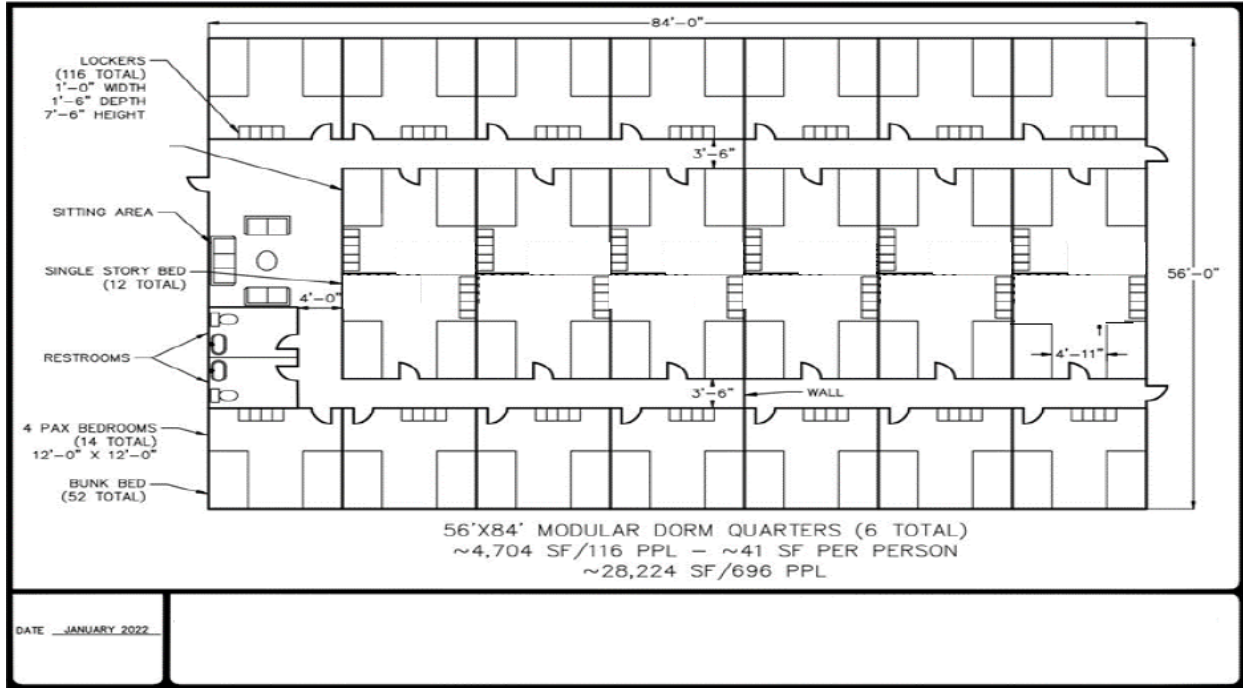 84'-0"
LOCKERS
(116 TOTAL)
1'-0" WIDTH
1'-6" DEPTH
7'-6" HEIGHT
3'-6"
SITTING AREA
SINGLE STORY BED
(12 TOTAL)
4'-0"
56'-0"
RESTROOMS
4'-11"
3'-6"
WALL
4 PAX BEDROOMS
(14 TOTAL)
12'-0" X 12'-0"
BUNK BED
(52 TOTAL)
56'X84' MODULAR DORM QUARTERS (6 TOTAL)
~4,704 SF/116 PPL – ~41 SF PER PERSON
~28,224 SF/696 PPL
DATE JANUARY 2022